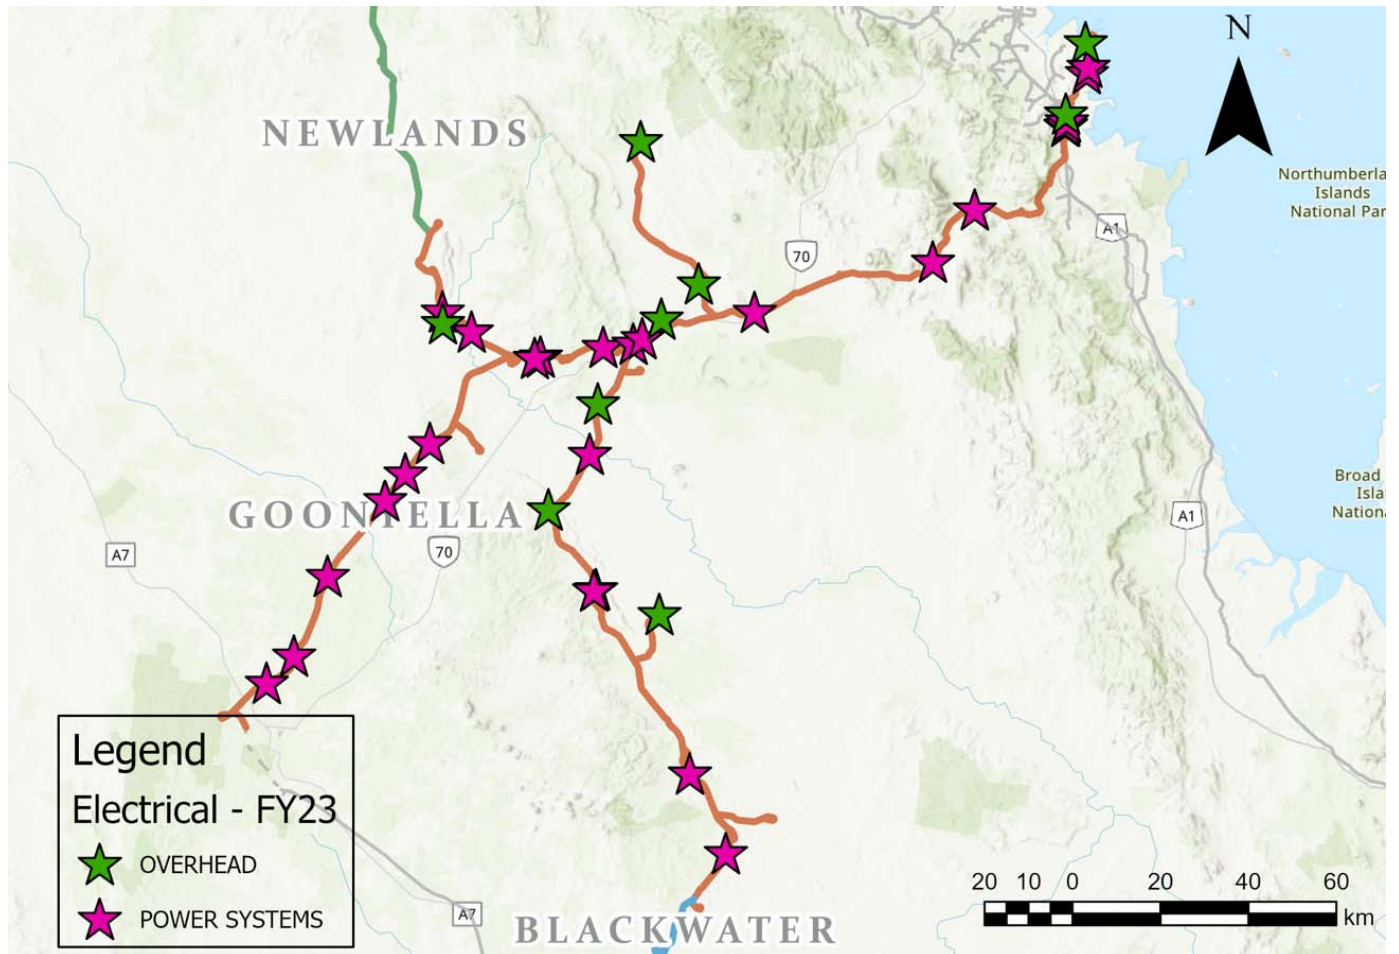 N
NEWLANDS
Northumberla
Islands
National Par
A1
70
GOONYELLA
Broad
Isla
Nationa
A1
A7
70
Legend
Electrical - FY23
OVERHEAD
POWER SYSTEMS
A7
BLACKWATER
20 10 0 20 40 60
km